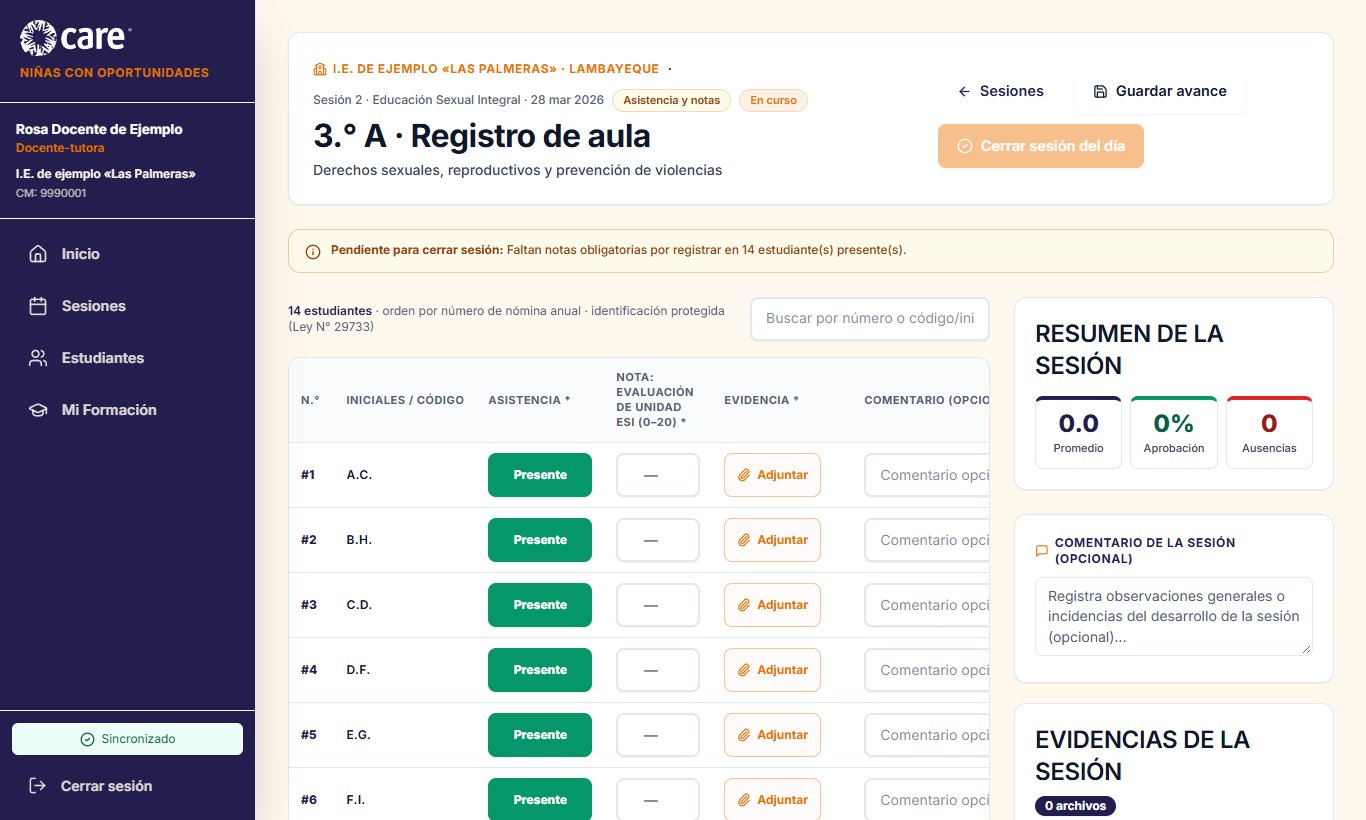 care
NIÑAS CON OPORTUNIDADES
Rosa Docente de Ejemplo
Docente-tutora
I.E. de ejemplo «Las Palmeras»
CM: 9990001
Inicio
Sesiones
Estudiantes
Mi Formación
Sincronizado
Cerrar sesión
I.E. DE EJEMPLO «LAS PALMERAS» · LAMBAYEQUE ·
Sesión 2 · Educación Sexual Integral · 28 mar 2026 Asistencia y notas En curso
3.° A · Registro de aula
Derechos sexuales, reproductivos y prevención de violencias
Sesiones
Guardar avance
Cerrar sesión del día
Pendiente para cerrar sesión: Faltan notas obligatorias por registrar en 14 estudiante(s) presente(s).
14 estudiantes · orden por número de nómina anual · identificación protegida
(Ley N° 29733)
Buscar por número o código/ini
N.° INICIALES / CÓDIGO ASISTENCIA * NOTA: EVALUACIÓN DE UNIDAD ESI (0–20) * EVIDENCIA * COMENTARIO (OPCIO
#1 A.C. Presente — Adjuntar Comentario opci
#2 B.H. Presente — Adjuntar Comentario opci
#3 C.D. Presente — Adjuntar Comentario opci
#4 D.F. Presente — Adjuntar Comentario opci
#5 E.G. Presente — Adjuntar Comentario opci
#6 F.I. Presente — Adjuntar Comentario opci
RESUMEN DE LA
SESIÓN
0.0 0% 0
Promedio Aprobación Ausencias
COMENTARIO DE LA SESIÓN
(OPCIONAL)
Registra observaciones generales o
incidencias del desarrollo de la sesión
(opcional)...
EVIDENCIAS DE LA
SESIÓN
0 archivos